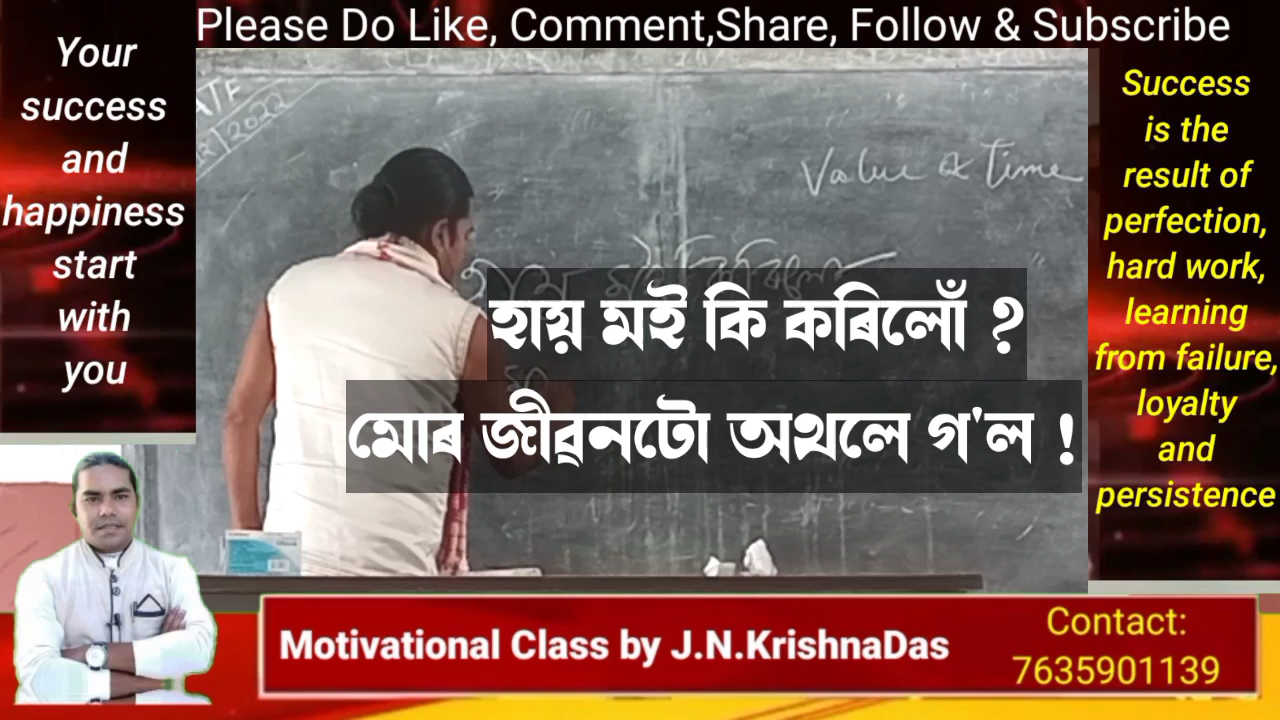 Please Do Like, Comment,Share, Follow & Subscribe
Your
success
and
happiness
start
with
you
Success
is the
result of
perfection,
hard work,
learning
from failure,
loyalty
and
persistence
Value of Time
হায় মই কি কৰিলোঁ ?
মোৰ জীৱনটো অথলে গ'ল !
Motivational Class by J.N.KrishnaDas
Contact:
7635901139